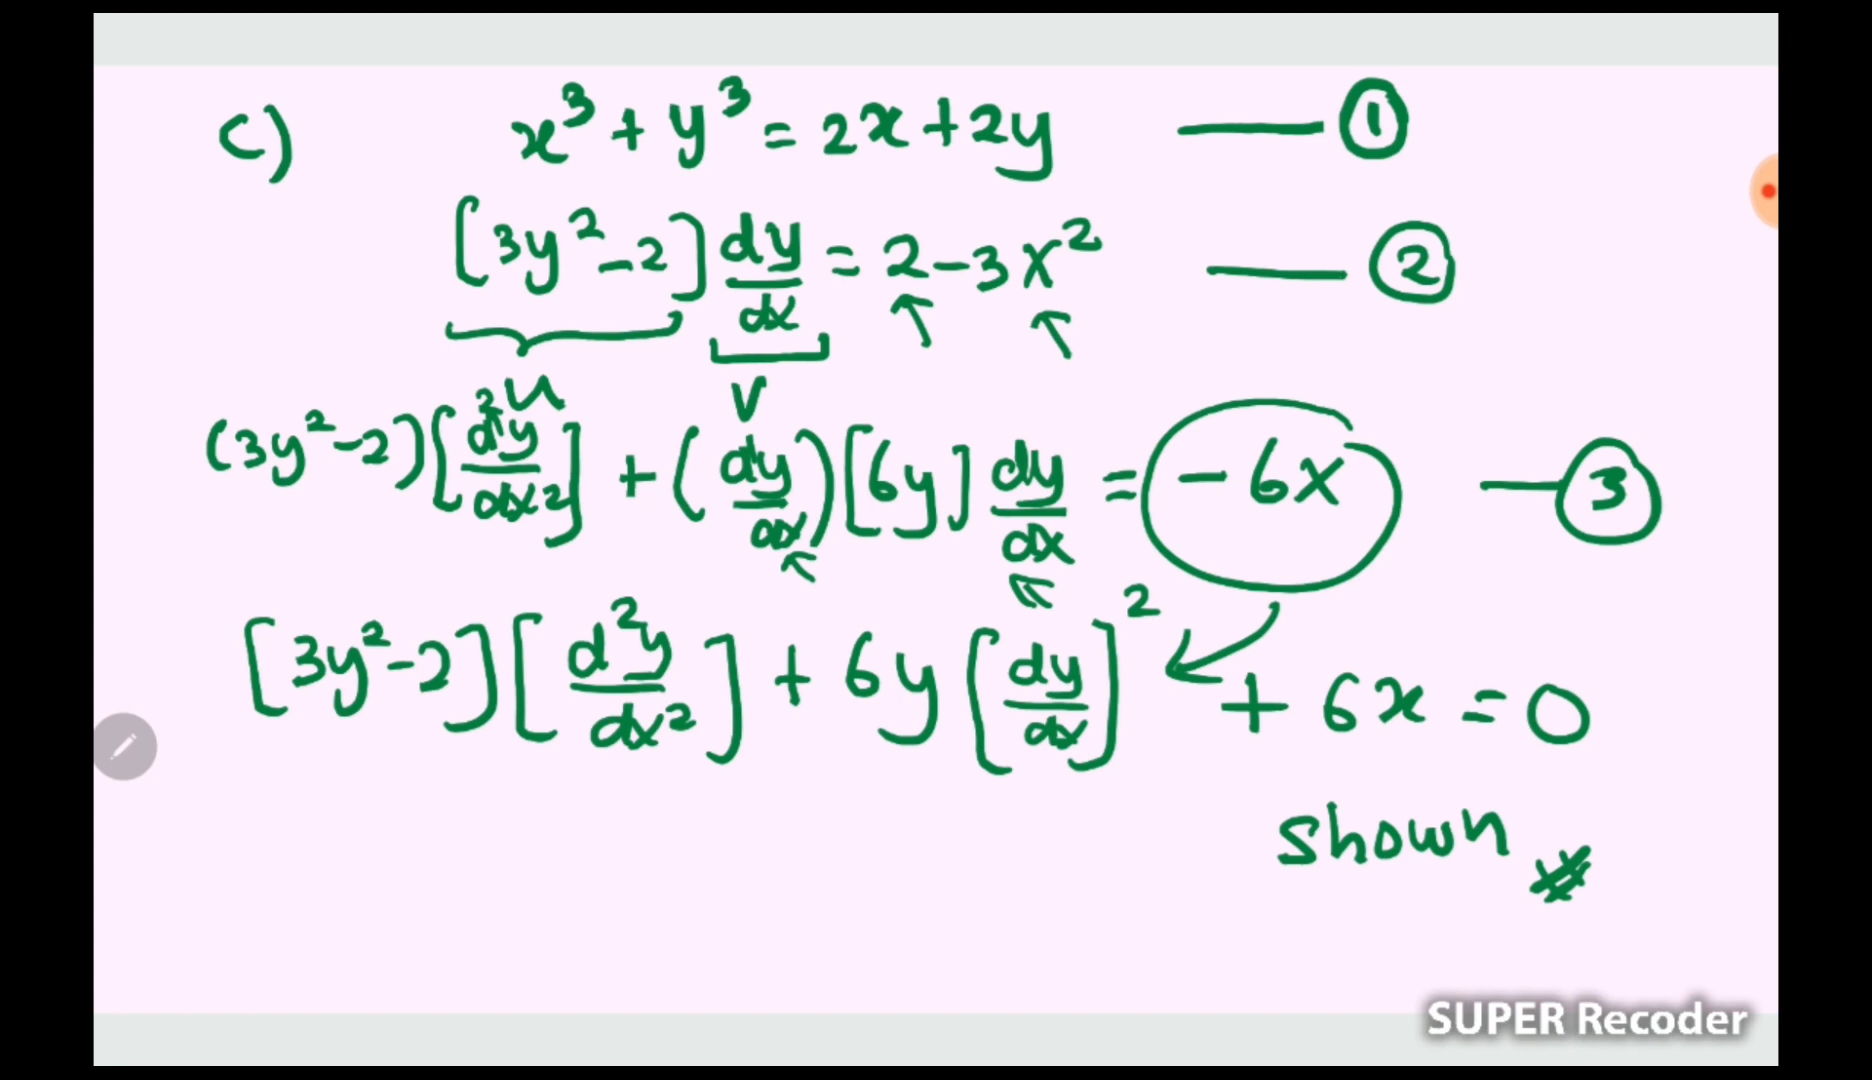 c) x³ + y³ = 2x + 2y —— ①
[3y² - 2] dy/dx = 2 - 3x² —— ②
u v
(3y² - 2) [d²y/dx²] + (dy/dx) [6y] dy/dx = - 6x — ③
[3y² - 2] [d²y/dx²] + 6y [dy/dx]² + 6x = 0
shown
SUPER Recoder